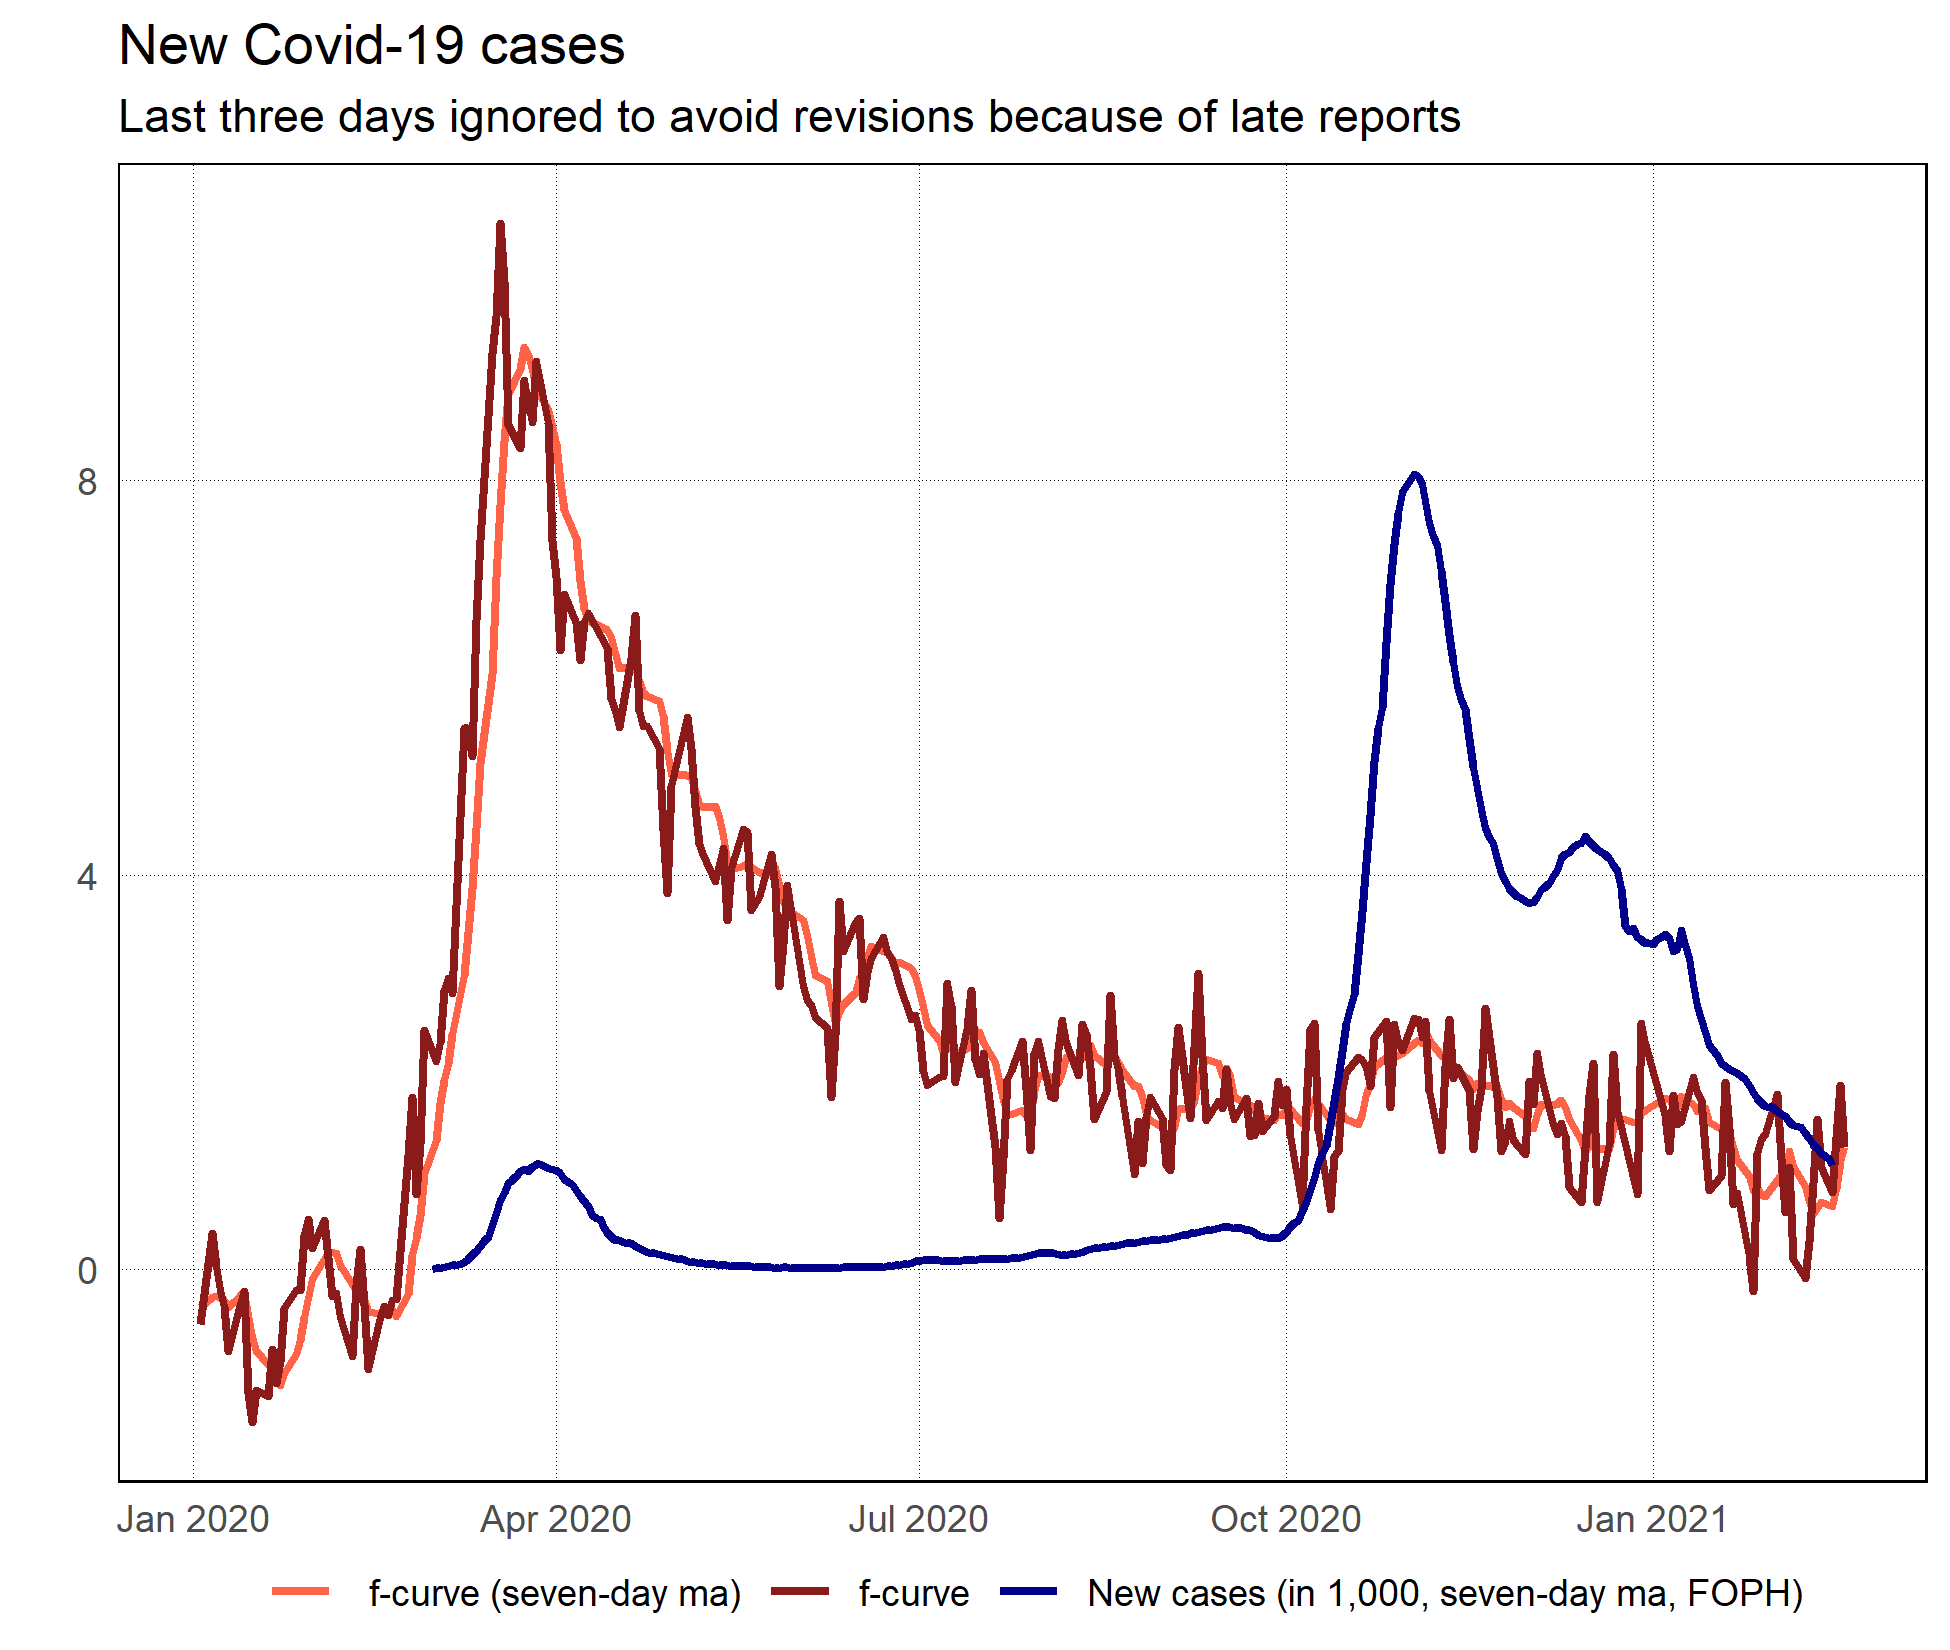 New Covid-19 cases
Last three days ignored to avoid revisions because of late reports
8
4
0
Jan 2020 Apr 2020 Jul 2020 Oct 2020 Jan 2021
f-curve (seven-day ma) f-curve New cases (in 1,000, seven-day ma, FOPH)